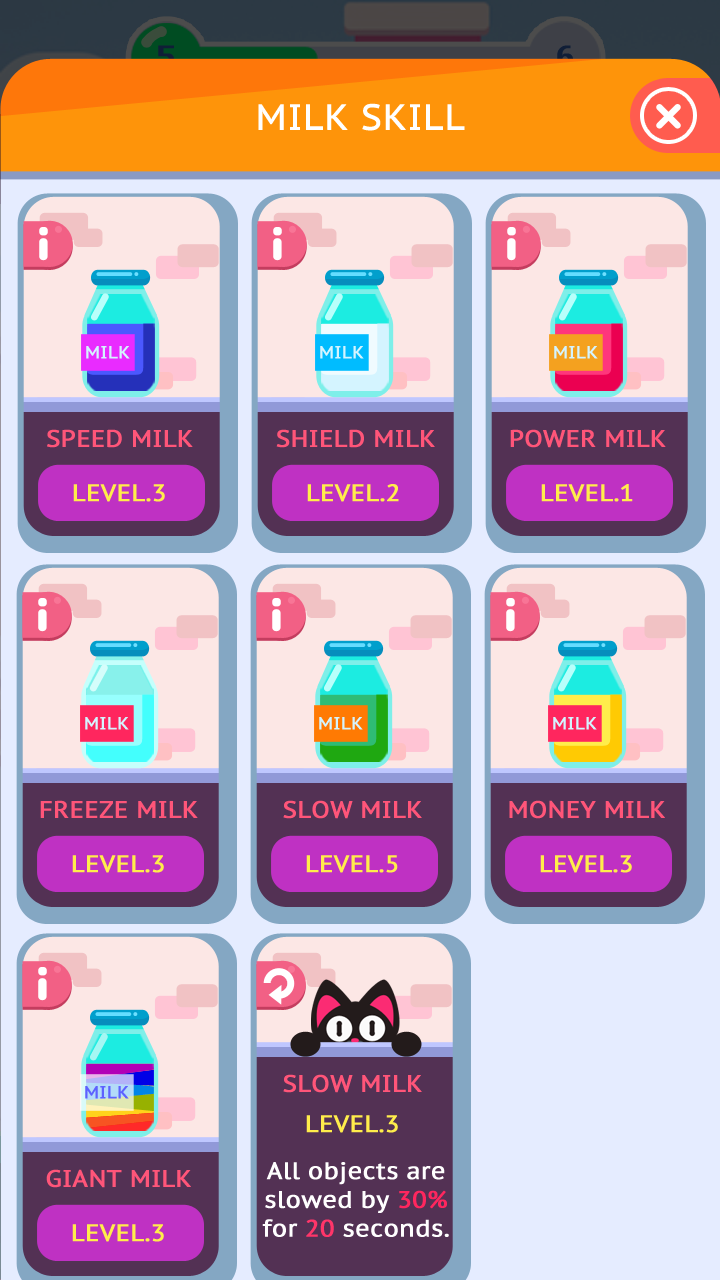 5 6
MILK SKILL
MILK MILK MILK
SPEED MILK SHIELD MILK POWER MILK
LEVEL.3 LEVEL.2 LEVEL.1
MILK MILK MILK
FREEZE MILK SLOW MILK MONEY MILK
LEVEL.3 LEVEL.5 LEVEL.3
MILK
GIANT MILK
LEVEL.3
SLOW MILK
LEVEL.3
All objects are
slowed by 30%
for 20 seconds.